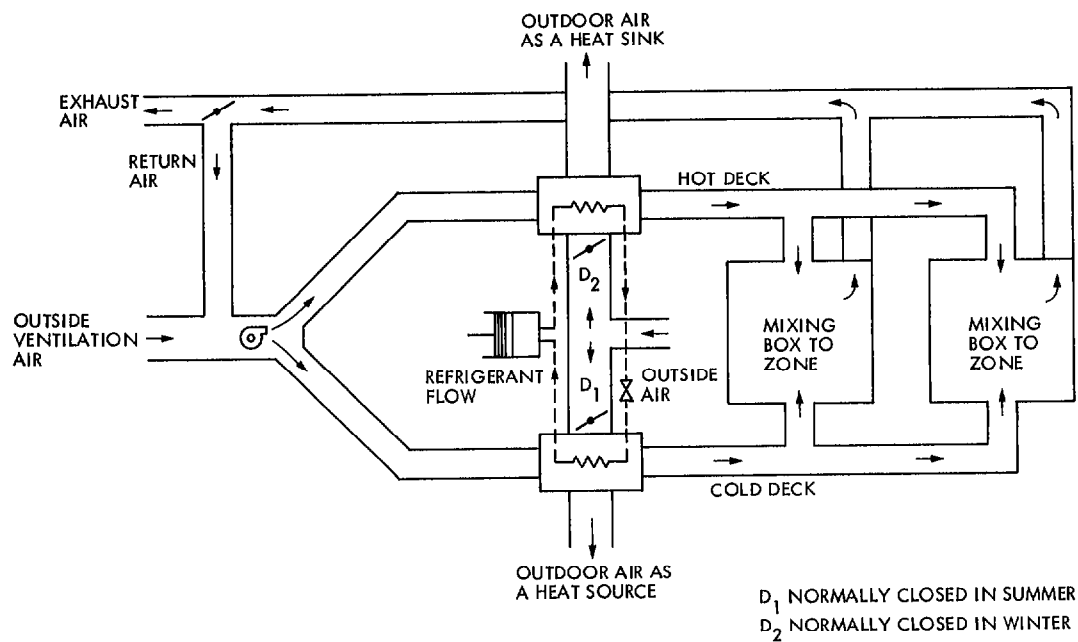 OUTDOOR AIR
AS A HEAT SINK
EXHAUST
AIR
RETURN
AIR
HOT DECK
D2
OUTSIDE
VENTILATION
AIR
MIXING
BOX TO
ZONE
MIXING
BOX TO
ZONE
REFRIGERANT
FLOW
D1
OUTSIDE
AIR
COLD DECK
OUTDOOR AIR AS
A HEAT SOURCE
D1 NORMALLY CLOSED IN SUMMER
D2 NORMALLY CLOSED IN WINTER